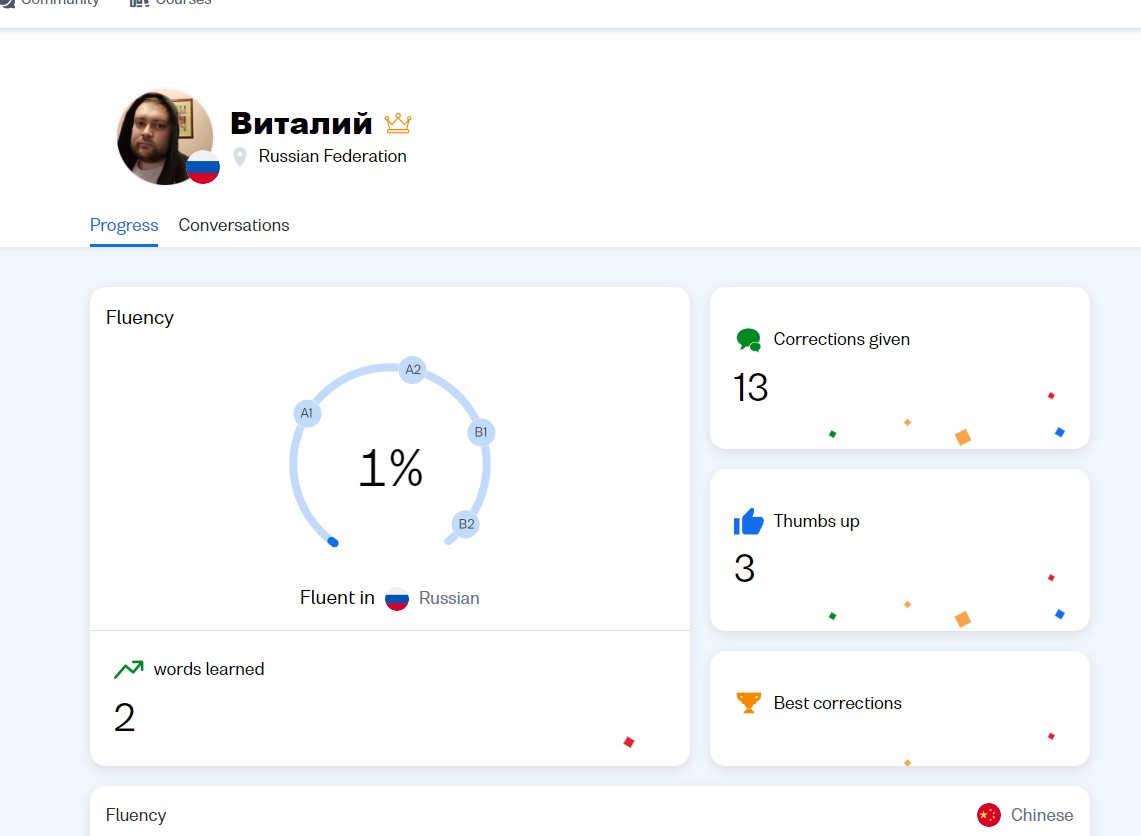 Community Courses
Виталий
Russian Federation
Progress Conversations
Fluency
A1
A2
B1
B2
1%
Fluent in Russian
words learned
2
Corrections given
13
Thumbs up
3
Best corrections
Fluency
Chinese